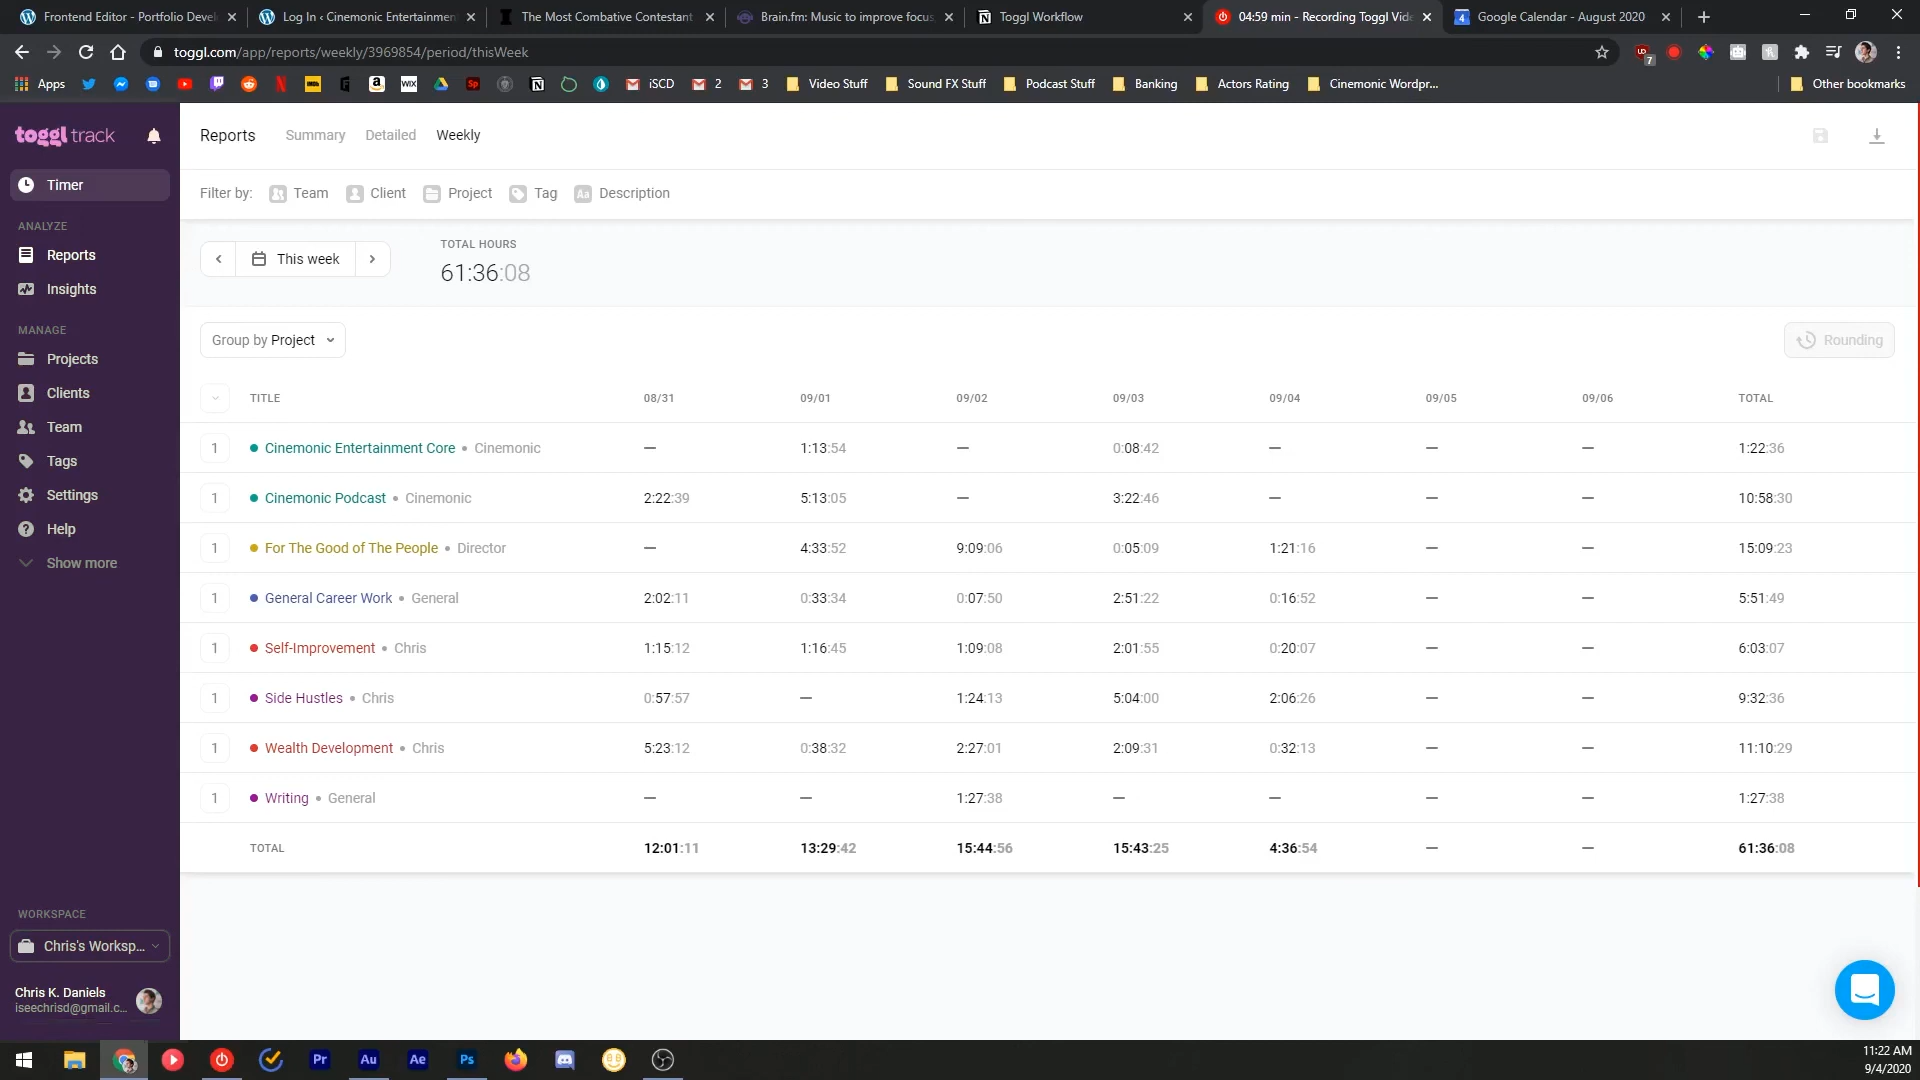 Frontend Editor - Portfolio Devel
Log In ‹ Cinemonic Entertainmen
The Most Combative Contestant
Brain.fm: Music to improve focus,
Toggl Workflow
04:59 min - Recording Toggl Vid
Google Calendar - August 2020
toggl.com/app/reports/weekly/3969854/period/thisWeek
7
Apps
iSCD
2
3
Video Stuff
Sound FX Stuff
Podcast Stuff
Banking
Actors Rating
Cinemonic Wordpr...
Other bookmarks
toggl track
Timer
ANALYZE
Reports
Insights
MANAGE
Projects
Clients
Team
Tags
Settings
Help
Show more
WORKSPACE
Chris's Worksp...
Chris K. Daniels
iseechrisd@gmail.c...
Reports Summary Detailed Weekly
Filter by: Team Client Project Tag Aa Description
This week
TOTAL HOURS
61:36:08
Group by Project
Rounding
TITLE 08/31 09/01 09/02 09/03 09/04 09/05 09/06 TOTAL
1 Cinemonic Entertainment Core • Cinemonic — 1:13:54 — 0:08:42 — — — 1:22:36
1 Cinemonic Podcast • Cinemonic 2:22:39 5:13:05 — 3:22:46 — — — 10:58:30
1 For The Good of The People • Director — 4:33:52 9:09:06 0:05:09 1:21:16 — — 15:09:23
1 General Career Work • General 2:02:11 0:33:34 0:07:50 2:51:22 0:16:52 — — 5:51:49
1 Self-Improvement • Chris 1:15:12 1:16:45 1:09:08 2:01:55 0:20:07 — — 6:03:07
1 Side Hustles • Chris 0:57:57 — 1:24:13 5:04:00 2:06:26 — — 9:32:36
1 Wealth Development • Chris 5:23:12 0:38:32 2:27:01 2:09:31 0:32:13 — — 11:10:29
1 Writing • General — — 1:27:38 — — — — 1:27:38
TOTAL 12:01:11 13:29:42 15:44:56 15:43:25 4:36:54 — — 61:36:08
Pr
Au
Ae
Ps
11:22 AM
9/4/2020